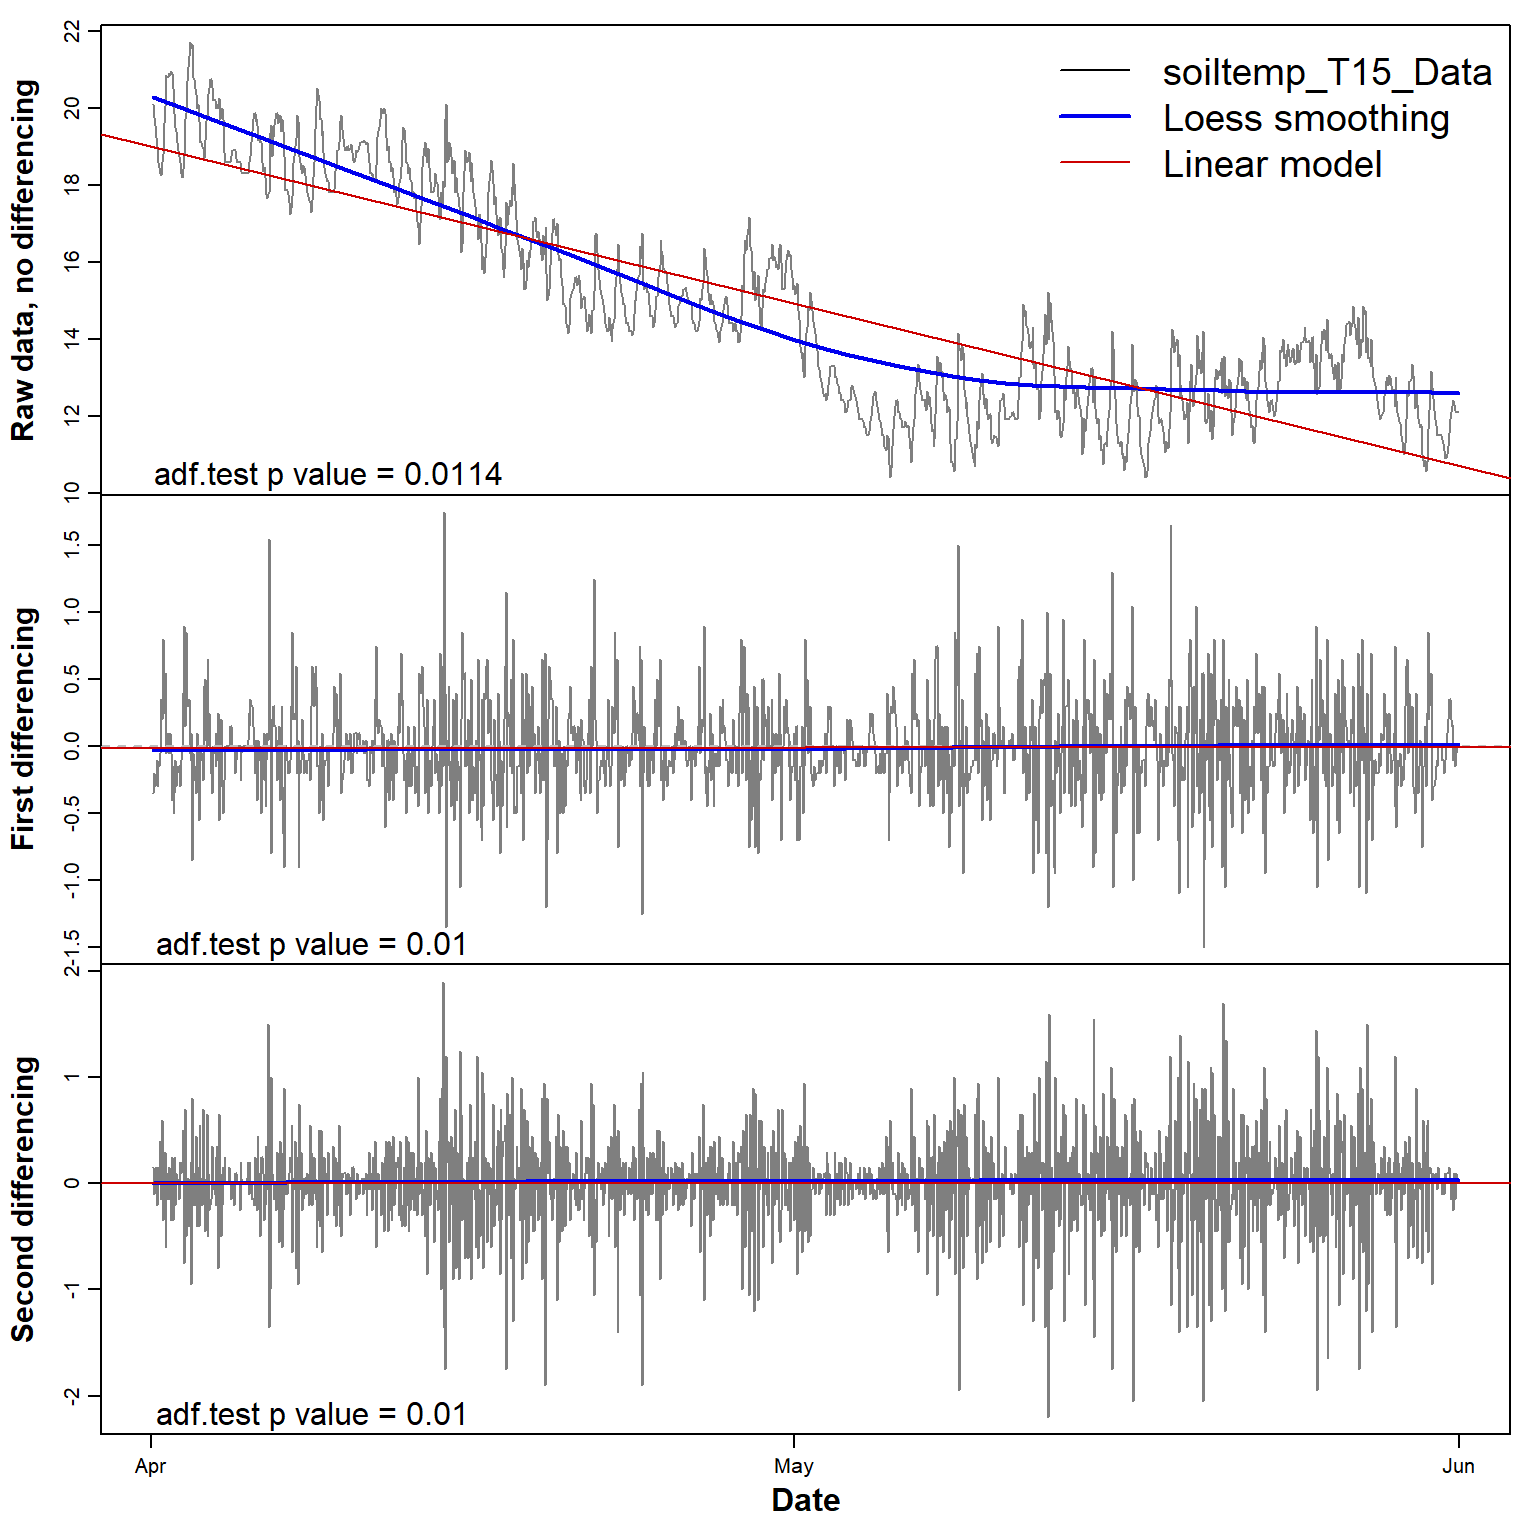 Raw data, no differencing
22
20
18
16
14
12
10
soiltemp_T15_Data
Loess smoothing
Linear model
adf.test p value = 0.0114
First differencing
1.5
1.0
0.5
0.0
-0.5
-1.0
-1.5
adf.test p value = 0.01
Second differencing
2
1
0
-1
-2
adf.test p value = 0.01
Apr
May
Jun
Date